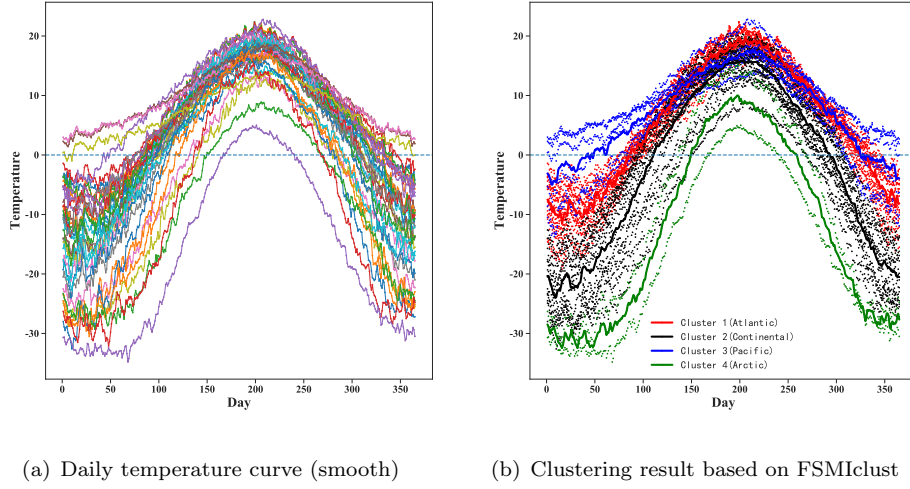 20
10
0
-10
-20
-30
Temperature
0 50 100 150 200 250 300 350
Day
(a) Daily temperature curve (smooth)
20
10
0
-10
-20
-30
Temperature
Cluster 1(Atlantic)
Cluster 2(Continental)
Cluster 3(Pacific)
Cluster 4(Arctic)
0 50 100 150 200 250 300 350
Day
(b) Clustering result based on FSMIclust